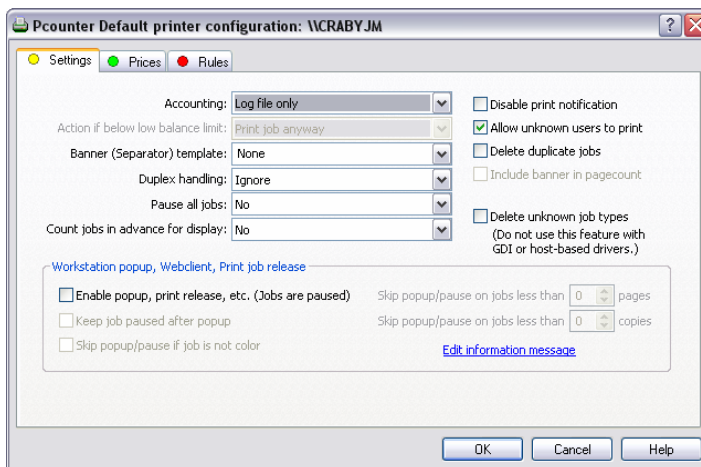 Pcounter Default printer configuration: \\CRABYJM
Settings
Prices
Rules
Accounting: Log file only
Disable print notification
Action if below low balance limit: Print job anyway
Allow unknown users to print
Banner (Separator) template: None
Delete duplicate jobs
Include banner in pagecount
Duplex handling: Ignore
Pause all jobs: No
Delete unknown job types
Count jobs in advance for display: No
(Do not use this feature with
GDI or host-based drivers.)
Workstation popup, Webclient, Print job release
Enable popup, print release, etc. (Jobs are paused)
Skip popup/pause on jobs less than 0 pages
Keep job paused after popup
Skip popup/pause on jobs less than 0 copies
Skip popup/pause if job is not color
Edit information message
OK
Cancel
Help